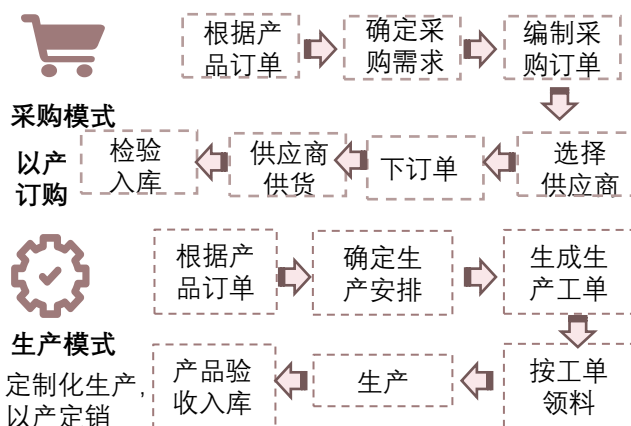 根据产
品订单
确定采
购需求
编制采
购订单
采购模式
以产
订购
检验
入库
供应商
供货
下订单
选择
供应商
根据产
品订单
确定生
产安排
生成生
产工单
生产模式
定制化生产,
以产定销
产品验
收入库
生产
按工单
领料